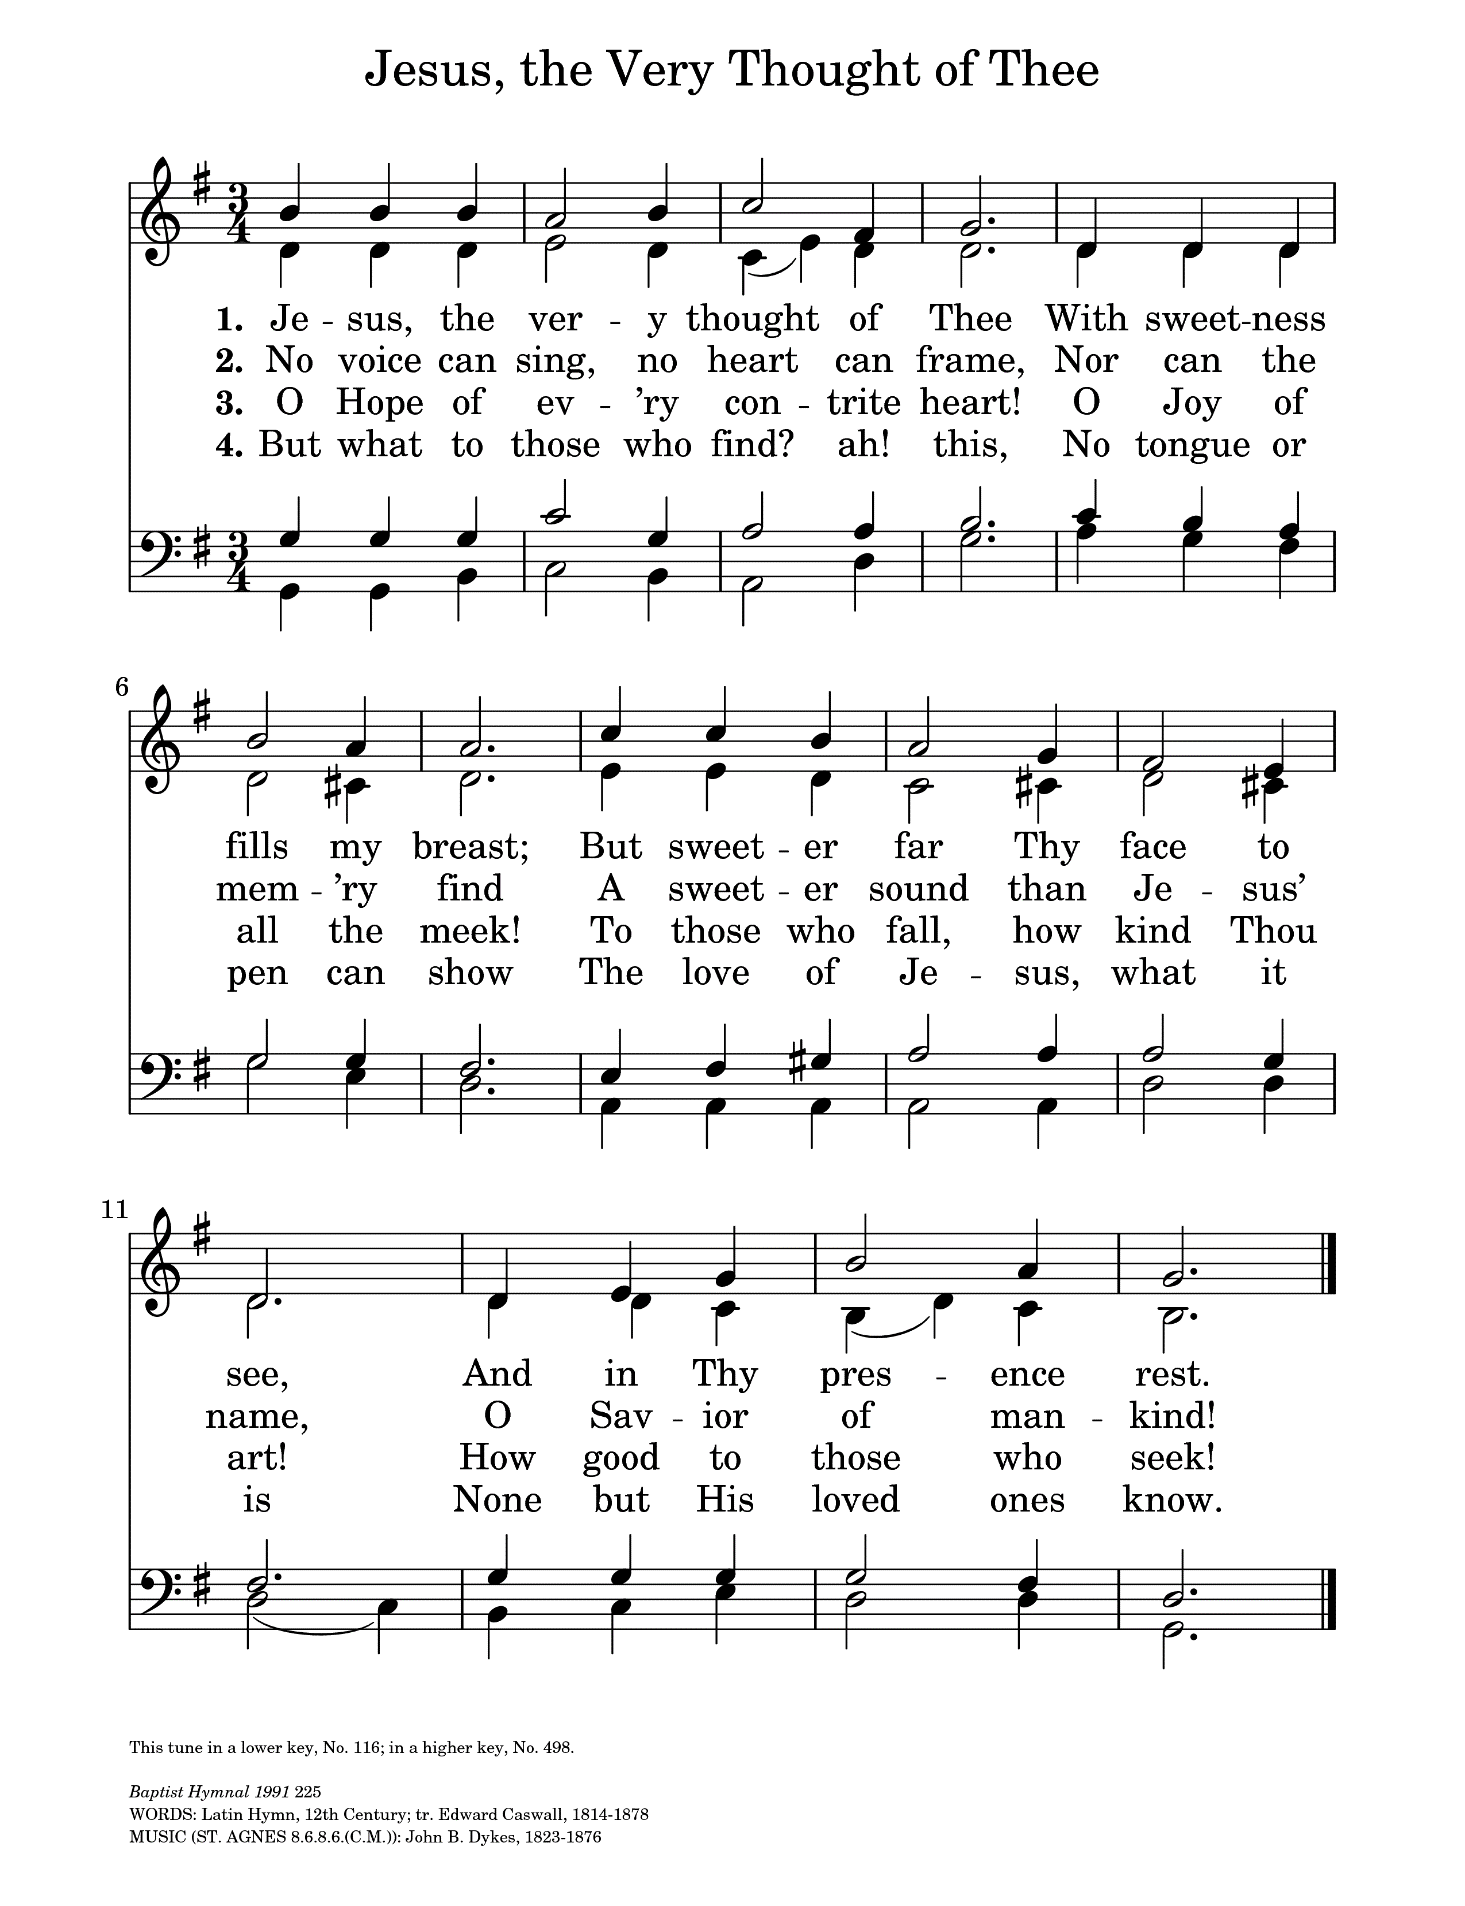 Jesus, the Very Thought of Thee
1. Je - sus, the ver - y thought of Thee With sweet - ness
2. No voice can sing, no heart can frame, Nor can the
3. O Hope of ev - ’ry con - trite heart! O Joy of
4. But what to those who find? ah! this, No tongue or
6
fills my breast; But sweet - er far Thy face to
mem - ’ry find A sweet - er sound than Je - sus’
all the meek! To those who fall, how kind Thou
pen can show The love of Je - sus, what it
11
see, And in Thy pres - ence rest.
name, O Sav - ior of man - kind!
art! How good to those who seek!
is None but His loved ones know.
This tune in a lower key, No. 116; in a higher key, No. 498.
Baptist Hymnal 1991 225
WORDS: Latin Hymn, 12th Century; tr. Edward Caswall, 1814-1878
MUSIC (ST. AGNES 8.6.8.6.(C.M.)): John B. Dykes, 1823-1876